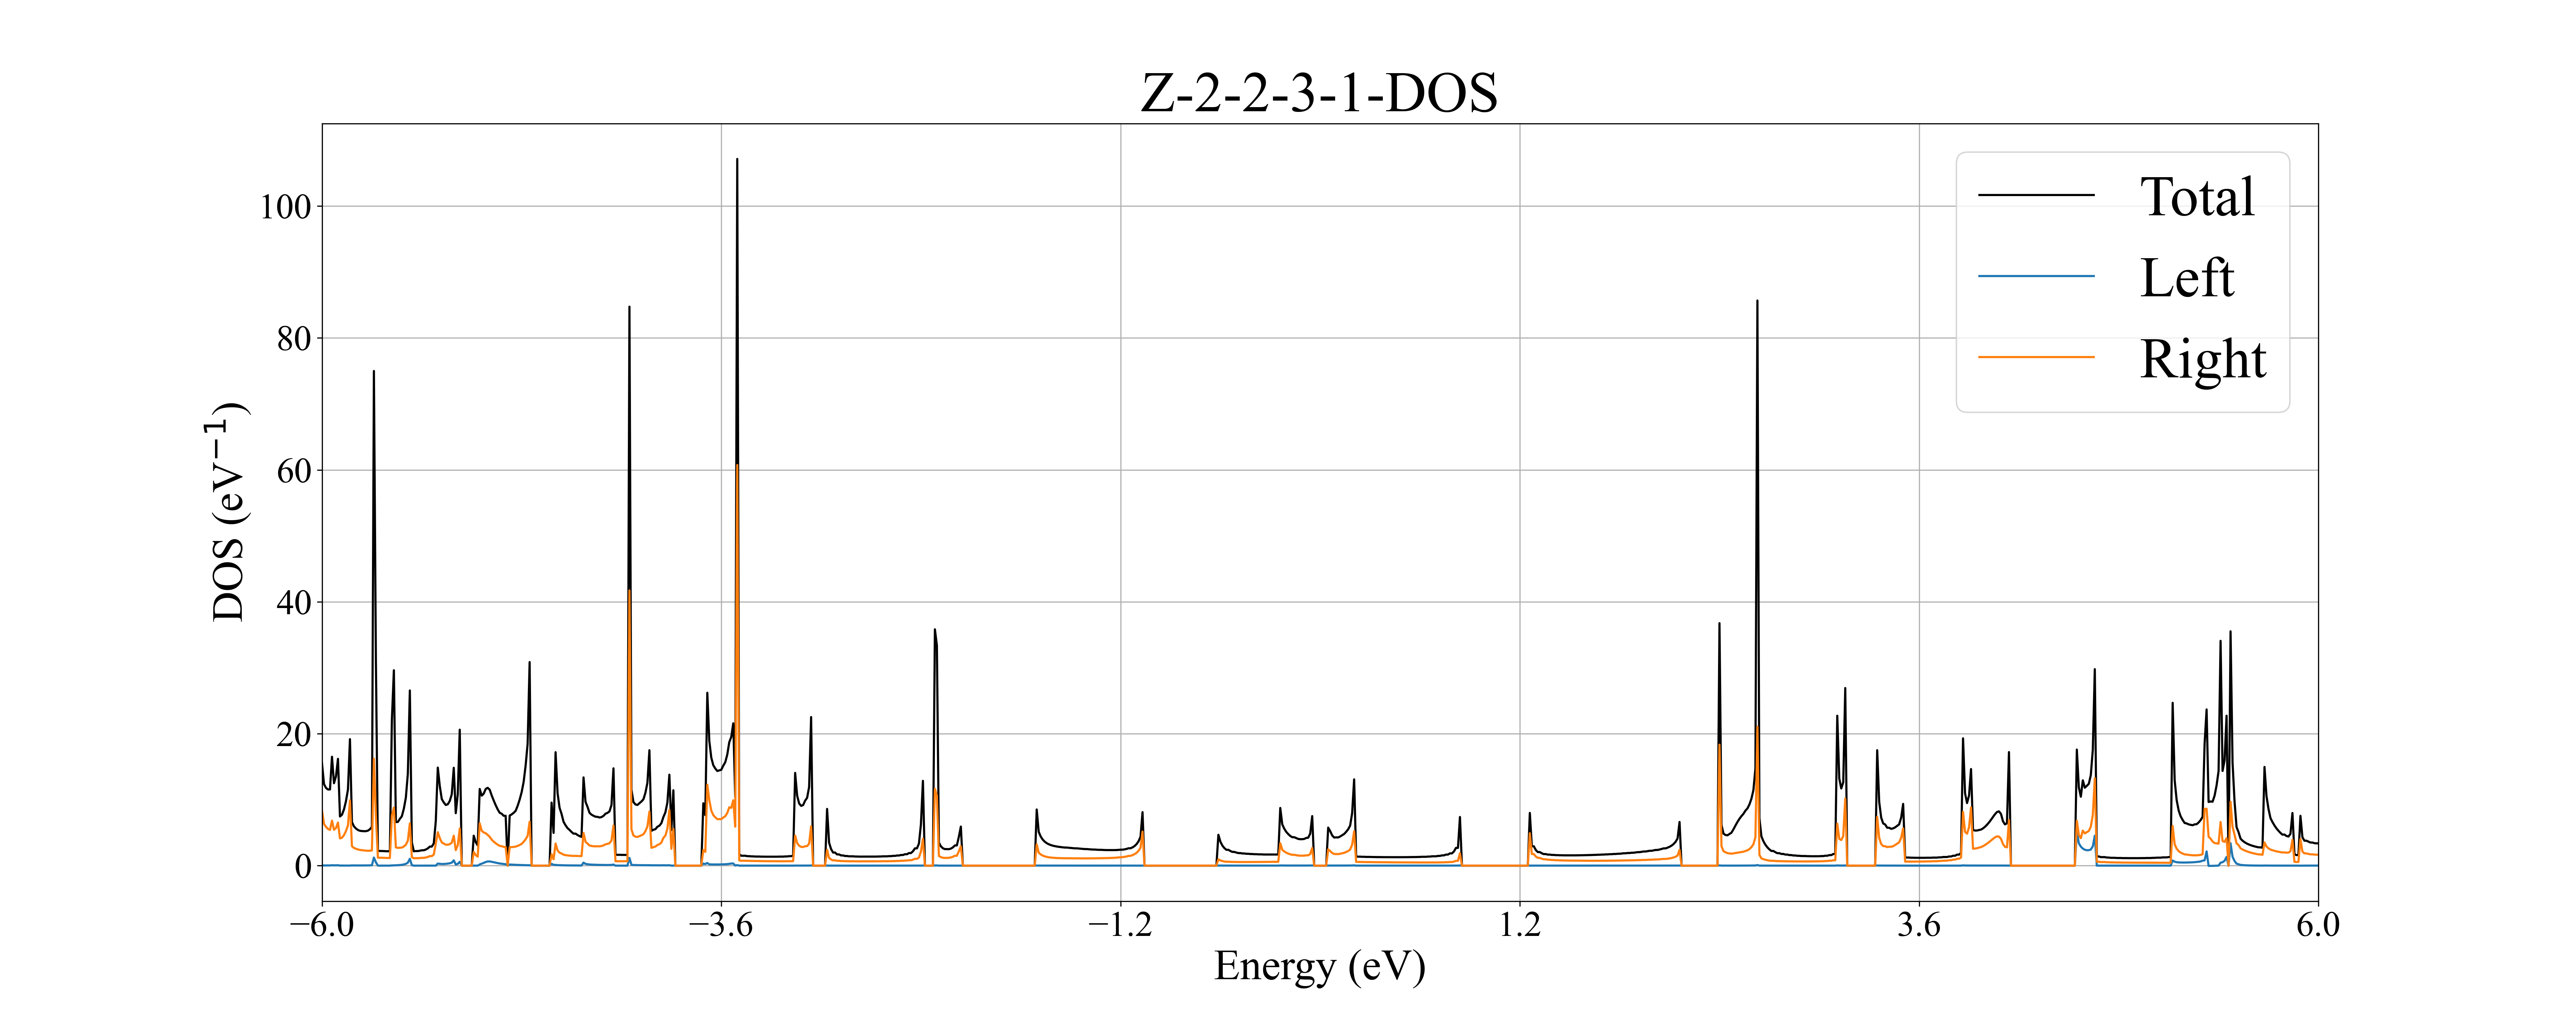 Z-2-2-3-1-DOS
Total
Left
Right
DOS (eV⁻¹)
100
80
60
40
20
0
−6.0 −3.6 −1.2 1.2 3.6 6.0
Energy (eV)